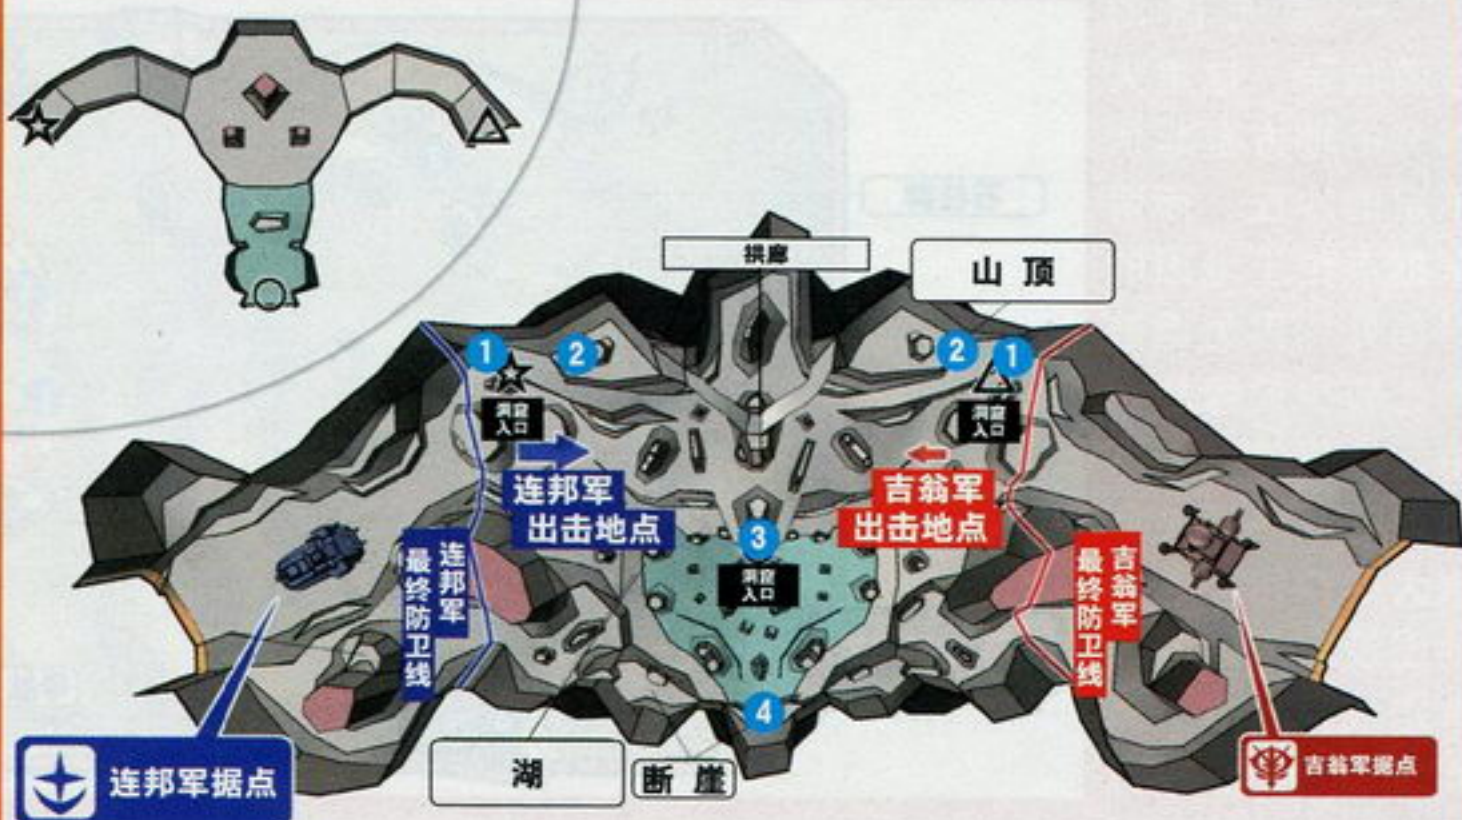 拱廊
山 顶
1
2
2
1
洞窟
入口
洞窟
入口
连邦军
出击地点
吉翁军
出击地点
3
洞窟
入口
连邦军
最终防卫线
吉翁军
最终防卫线
4
连邦军据点
湖
断 崖
吉翁军据点